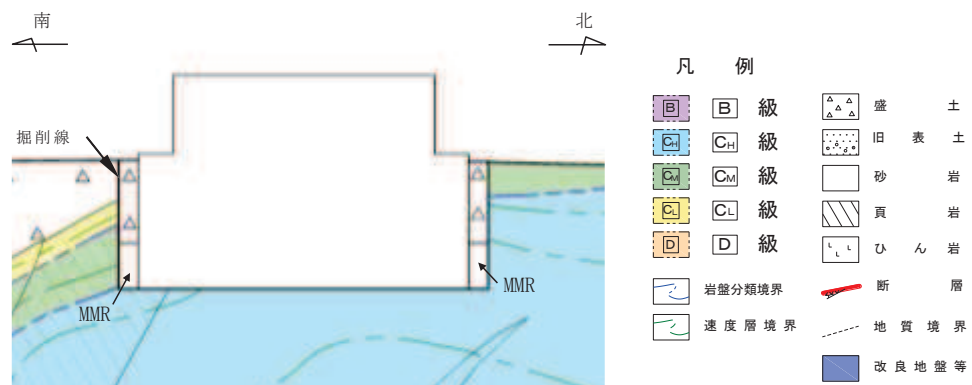 南
北
掘削線
MMR
MMR
凡 例
B B 級
CH CH 級
CM CM 級
CL CL 級
D D 級
岩盤分類境界
速度層境界
盛 土
旧表土
砂 岩
頁 岩
ひん岩
断 層
地質境界
改良地盤等